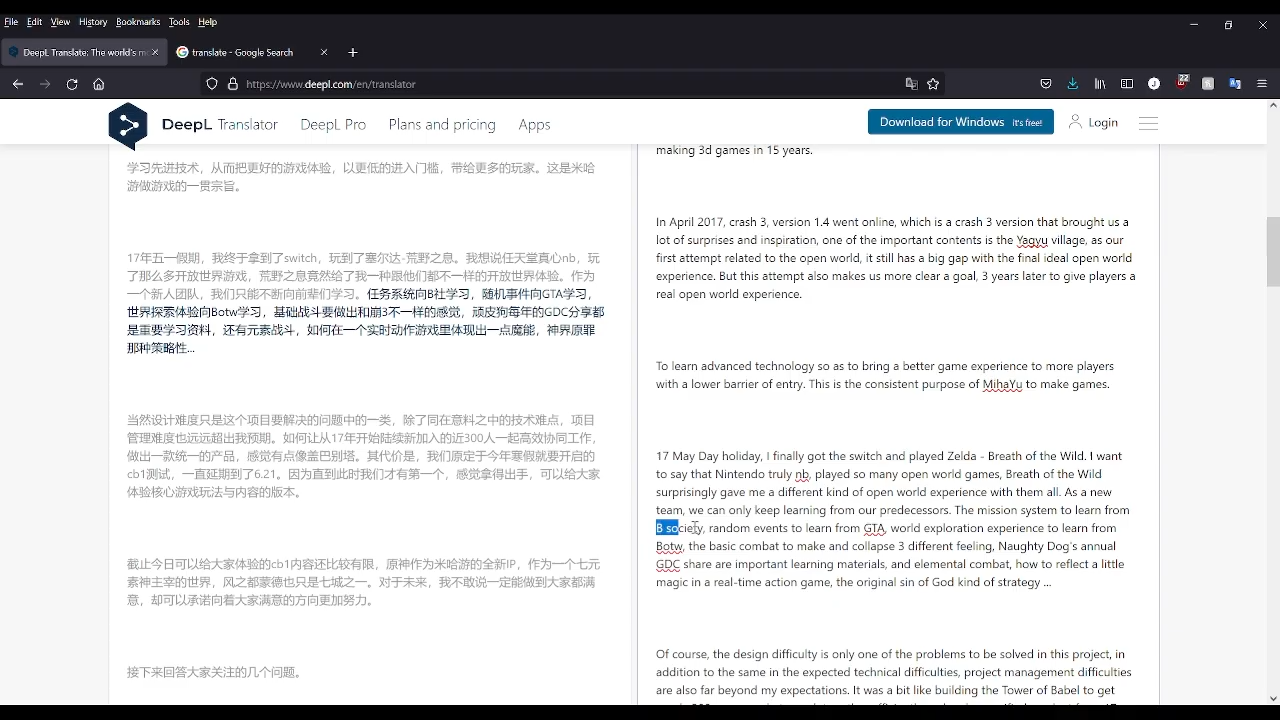 File Edit View History Bookmarks Tools Help
DeepL Translate: The world's m
translate - Google Search
https://www.deepl.com/en/translator
22
J
DeepL Translator DeepL Pro Plans and pricing Apps Download for Windows It's free! Login
学习先进技术，从而把更好的游戏体验，以更低的进入门槛，带给更多的玩家。这是米哈
游做游戏的一贯宗旨。
17年五一假期，我终于拿到了switch，玩到了塞尔达-荒野之息。我想说任天堂真心nb，玩
了那么多开放世界游戏，荒野之息竟然给了我一种跟他们都不一样的开放世界体验。作为
一个新人团队，我们只能不断向前辈们学习。任务系统向B社学习，随机事件向GTA学习，
世界探索体验向Botw学习，基础战斗要做出和崩3不一样的感觉，顽皮狗每年的GDC分享都
是重要学习资料，还有元素战斗，如何在一个实时动作游戏里体现出一点魔能，神界原罪
那种策略性...
当然设计难度只是这个项目要解决的问题中的一类，除了同在意料之中的技术难点，项目
管理难度也远远超出我预期。如何让从17年开始陆续新加入的近300人一起高效协同工作，
做出一款统一的产品，感觉有点像盖巴别塔。其代价是，我们原定于今年寒假就要开启的
cb1测试，一直延期到了6.21。因为直到此时我们才有第一个，感觉拿得出手，可以给大家
体验核心游戏玩法与内容的版本。
截止今日可以给大家体验的cb1内容还比较有限，原神作为米哈游的全新IP，作为一个七元
素神主宰的世界，风之都蒙德也只是七域之一。对于未来，我不敢说一定能做到大家都满
意，却可以承诺向着大家满意的方向更加努力。
接下来回答大家关注的几个问题。
making 3d games in 15 years.
In April 2017, crash 3, version 1.4 went online, which is a crash 3 version that brought us a
lot of surprises and inspiration, one of the important contents is the Yagyu village, as our
first attempt related to the open world, it still has a big gap with the final ideal open world
experience. But this attempt also makes us more clear a goal, 3 years later to give players a
real open world experience.
To learn advanced technology so as to bring a better game experience to more players
with a lower barrier of entry. This is the consistent purpose of MihaYu to make games.
17 May Day holiday, I finally got the switch and played Zelda - Breath of the Wild. I want
to say that Nintendo truly nb, played so many open world games, Breath of the Wild
surprisingly gave me a different kind of open world experience with them all. As a new
team, we can only keep learning from our predecessors. The mission system to learn from
B society, random events to learn from GTA, world exploration experience to learn from
Botw, the basic combat to make and collapse 3 different feeling, Naughty Dog's annual
GDC share are important learning materials, and elemental combat, how to reflect a little
magic in a real-time action game, the original sin of God kind of strategy ...
Of course, the design difficulty is only one of the problems to be solved in this project, in
addition to the same in the expected technical difficulties, project management difficulties
are also far beyond my expectations. It was a bit like building the Tower of Babel to get